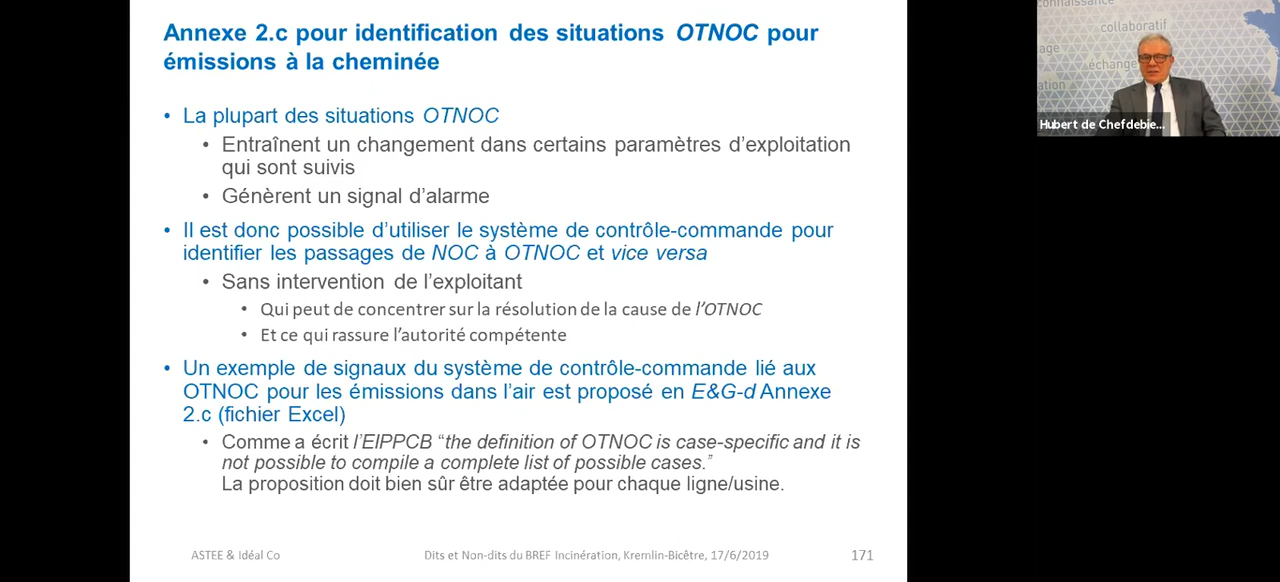 Annexe 2.c pour identification des situations OTNOC pour
émissions à la cheminée
• La plupart des situations OTNOC
• Entraînent un changement dans certains paramètres d’exploitation
qui sont suivis
• Génèrent un signal d’alarme
• Il est donc possible d’utiliser le système de contrôle-commande pour
identifier les passages de NOC à OTNOC et vice versa
• Sans intervention de l’exploitant
• Qui peut de concentrer sur la résolution de la cause de l’OTNOC
• Et ce qui rassure l’autorité compétente
• Un exemple de signaux du système de contrôle-commande lié aux
OTNOC pour les émissions dans l’air est proposé en E&G-d Annexe
2.c (fichier Excel)
• Comme a écrit l’EIPPCB “the definition of OTNOC is case-specific and it is
not possible to compile a complete list of possible cases.”
La proposition doit bien sûr être adaptée pour chaque ligne/usine.
ASTEE & Idéal Co
Dits et Non-dits du BREF Incinération, Kremlin-Bicêtre, 17/6/2019
171
collaboratif
échange
Hubert de Chefdebie...